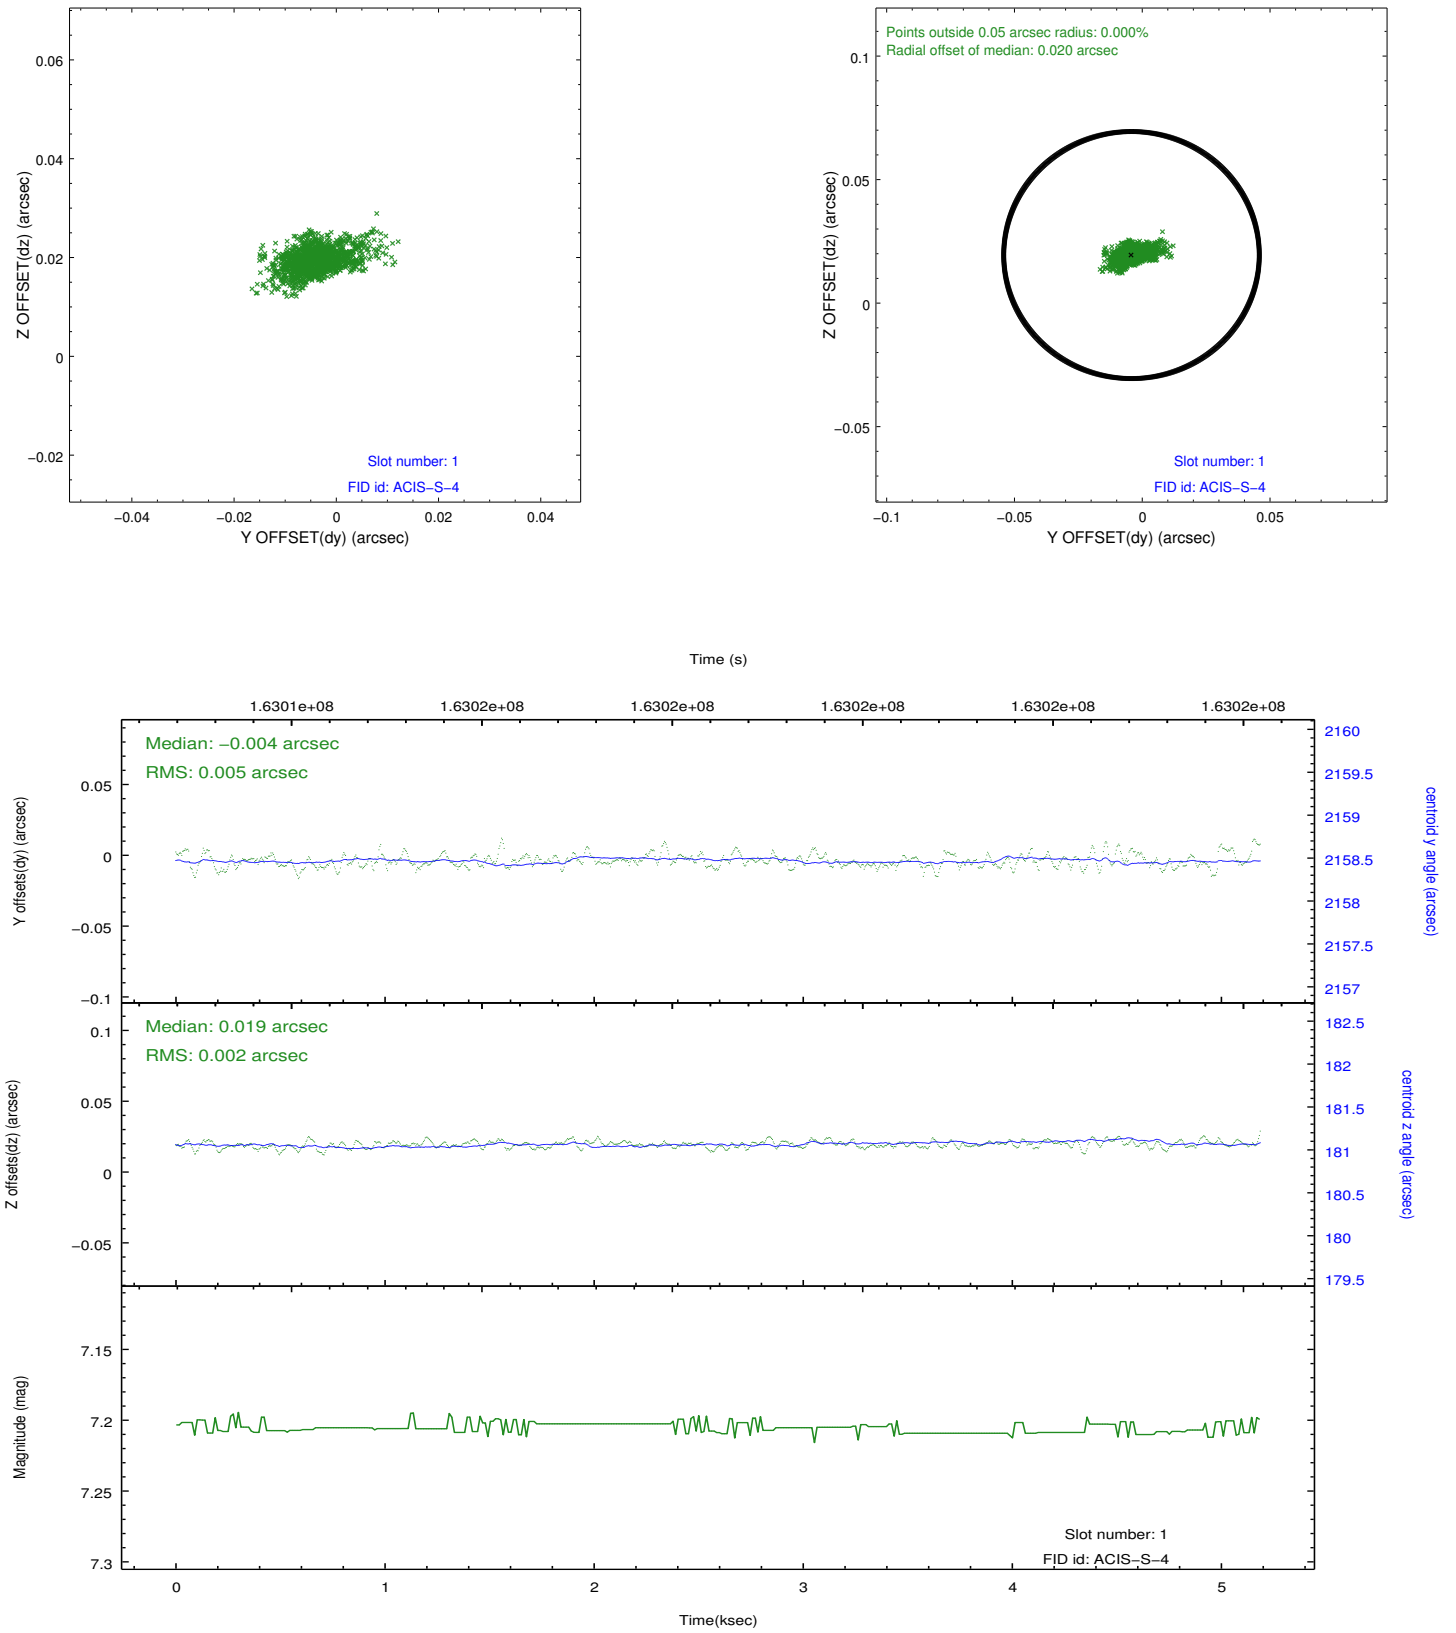 0.06
0.04
0.02
0
−0.02
Z OFFSET(dz) (arcsec)
Slot number: 1
FID id: ACIS−S−4
−0.04
−0.02
0
0.02
0.04
Y OFFSET(dy) (arcsec)
Points outside 0.05 arcsec radius: 0.000%
Radial offset of median: 0.020 arcsec
0.1
0.05
0
−0.05
Z OFFSET(dz) (arcsec)
Slot number: 1
FID id: ACIS−S−4
−0.1
−0.05
0
0.05
Y OFFSET(dy) (arcsec)
Time (s)
1.6301e+08
1.6302e+08
1.6302e+08
1.6302e+08
1.6302e+08
1.6302e+08
Median: −0.004 arcsec
RMS: 0.005 arcsec
0.05
0
−0.05
−0.1
Y offsets(dy) (arcsec)
2160
2159.5
2159
2158.5
2158
2157.5
2157
centroid y angle (arcsec)
Median: 0.019 arcsec
RMS: 0.002 arcsec
0.1
0.05
0
−0.05
Z offsets(dz) (arcsec)
182.5
182
181.5
181
180.5
180
179.5
centroid z angle (arcsec)
7.15
7.2
7.25
7.3
Magnitude (mag)
Slot number: 1
FID id: ACIS−S−4
0
1
2
3
4
5
Time(ksec)